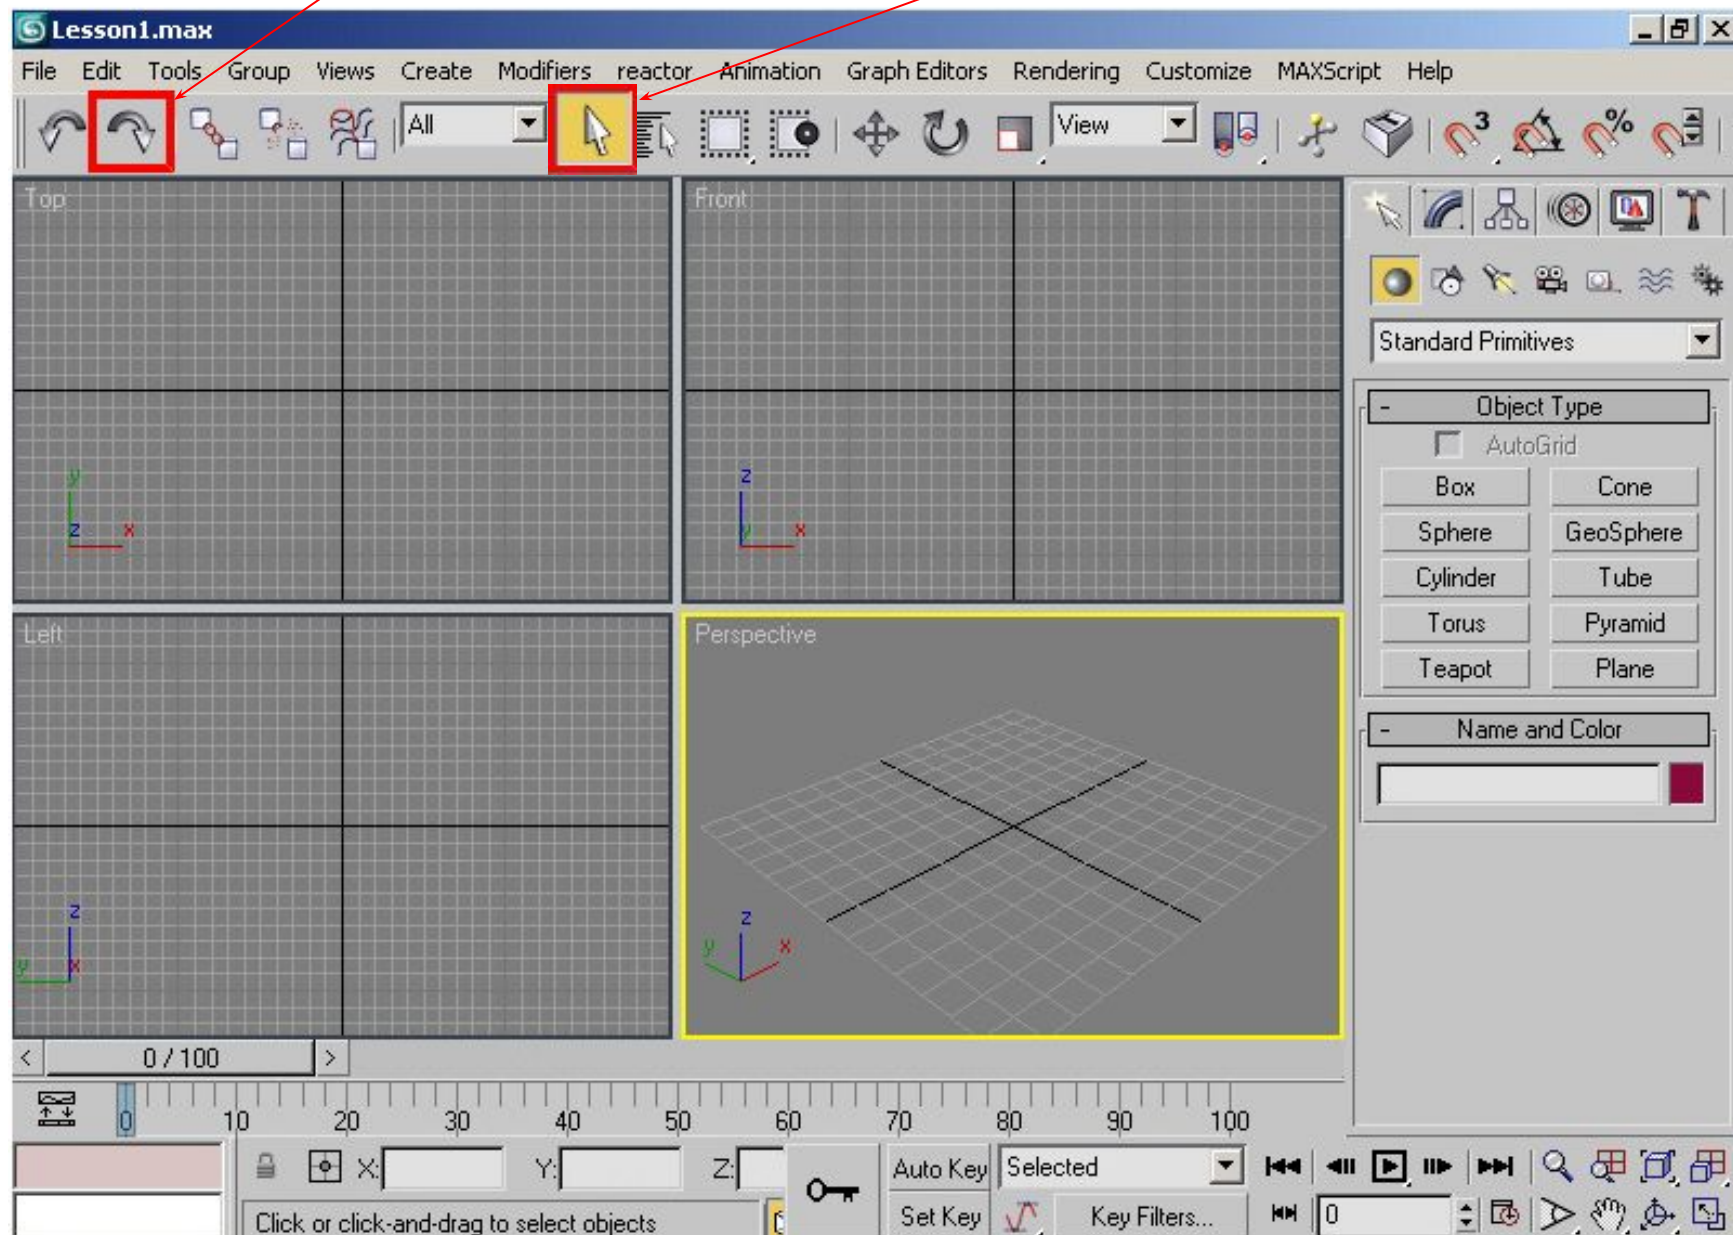 Lesson1.max
File Edit Tools Group Views Create Modifiers reactor Animation Graph Editors Rendering Customize MAXScript Help
All View 3 %
Top Front
Standard Primitives
- Object Type
AutoGrid
Box Cone
z
y
Sphere GeoSphere
z x y x
Cylinder Tube
Left Perspective
Torus Pyramid
Teapot Plane
- Name and Color
z z
y x y x
< 0 / 100 >
0 10 20 30 40 50 60 70 80 90 100
X: Y: Z: Auto Key Selected
Click or click-and-drag to select objects Set Key Key Filters... 0